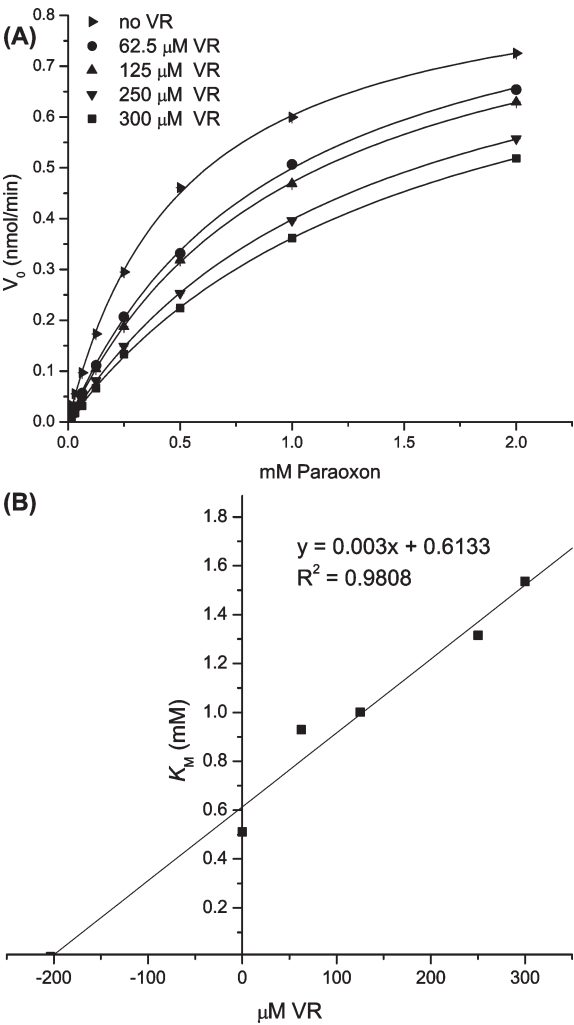 (A)
no VR
62.5 μM VR
125 μM VR
250 μM VR
300 μM VR
0.8
0.7
0.6
0.5
0.4
0.3
0.2
0.1
0.0
V0 (nmol/min)
0.0 0.5 1.0 1.5 2.0
mM Paraoxon
(B)
y = 0.003x + 0.6133
R² = 0.9808
1.8
1.6
1.4
1.2
1.0
0.8
0.6
0.4
0.2
KM (mM)
-200 -100 0 100 200 300
μM VR